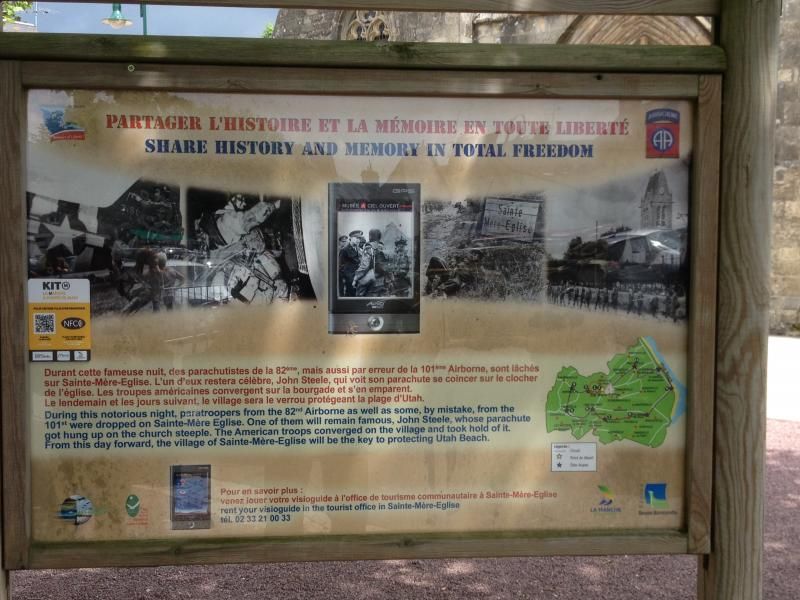 PARTAGER L'HISTOIRE ET LA MÉMOIRE EN TOUTE LIBERTÉ
SHARE HISTORY AND MEMORY IN TOTAL FREEDOM
AIRBORNE
AA
GPS
MUSÉE À CIEL OUVERT
Sainte
Mère-Eglise
KIT M
NFC
Durant cette fameuse nuit, des parachutistes de la 82ème, mais aussi par erreur de la 101ème Airborne, sont lâchés
sur Sainte-Mère-Eglise. L'un d'eux restera célèbre, John Steele, qui voit son parachute se coincer sur le clocher
de l'église. Les troupes américaines convergent sur la bourgade et s'en emparent.
Le lendemain et les jours suivant, le village sera le verrou protégeant la plage d'Utah.
During this notorious night, paratroopers from the 82nd Airborne as well as some, by mistake, from the
101st were dropped on Sainte-Mère Eglise. One of them will remain famous, John Steele, whose parachute
got hung up on the church steeple. The American troops converged on the village and took hold of it.
From this day forward, the village of Sainte-Mère-Eglise will be the key to protecting Utah Beach.
Pour en savoir plus :
venez jouer votre visioguide à l'office de tourisme communautaire à Sainte-Mère-Eglise
rent your visioguide in the tourist office in Sainte-Mère-Eglise
tél. 02 33 21 00 33
LA MANCHE